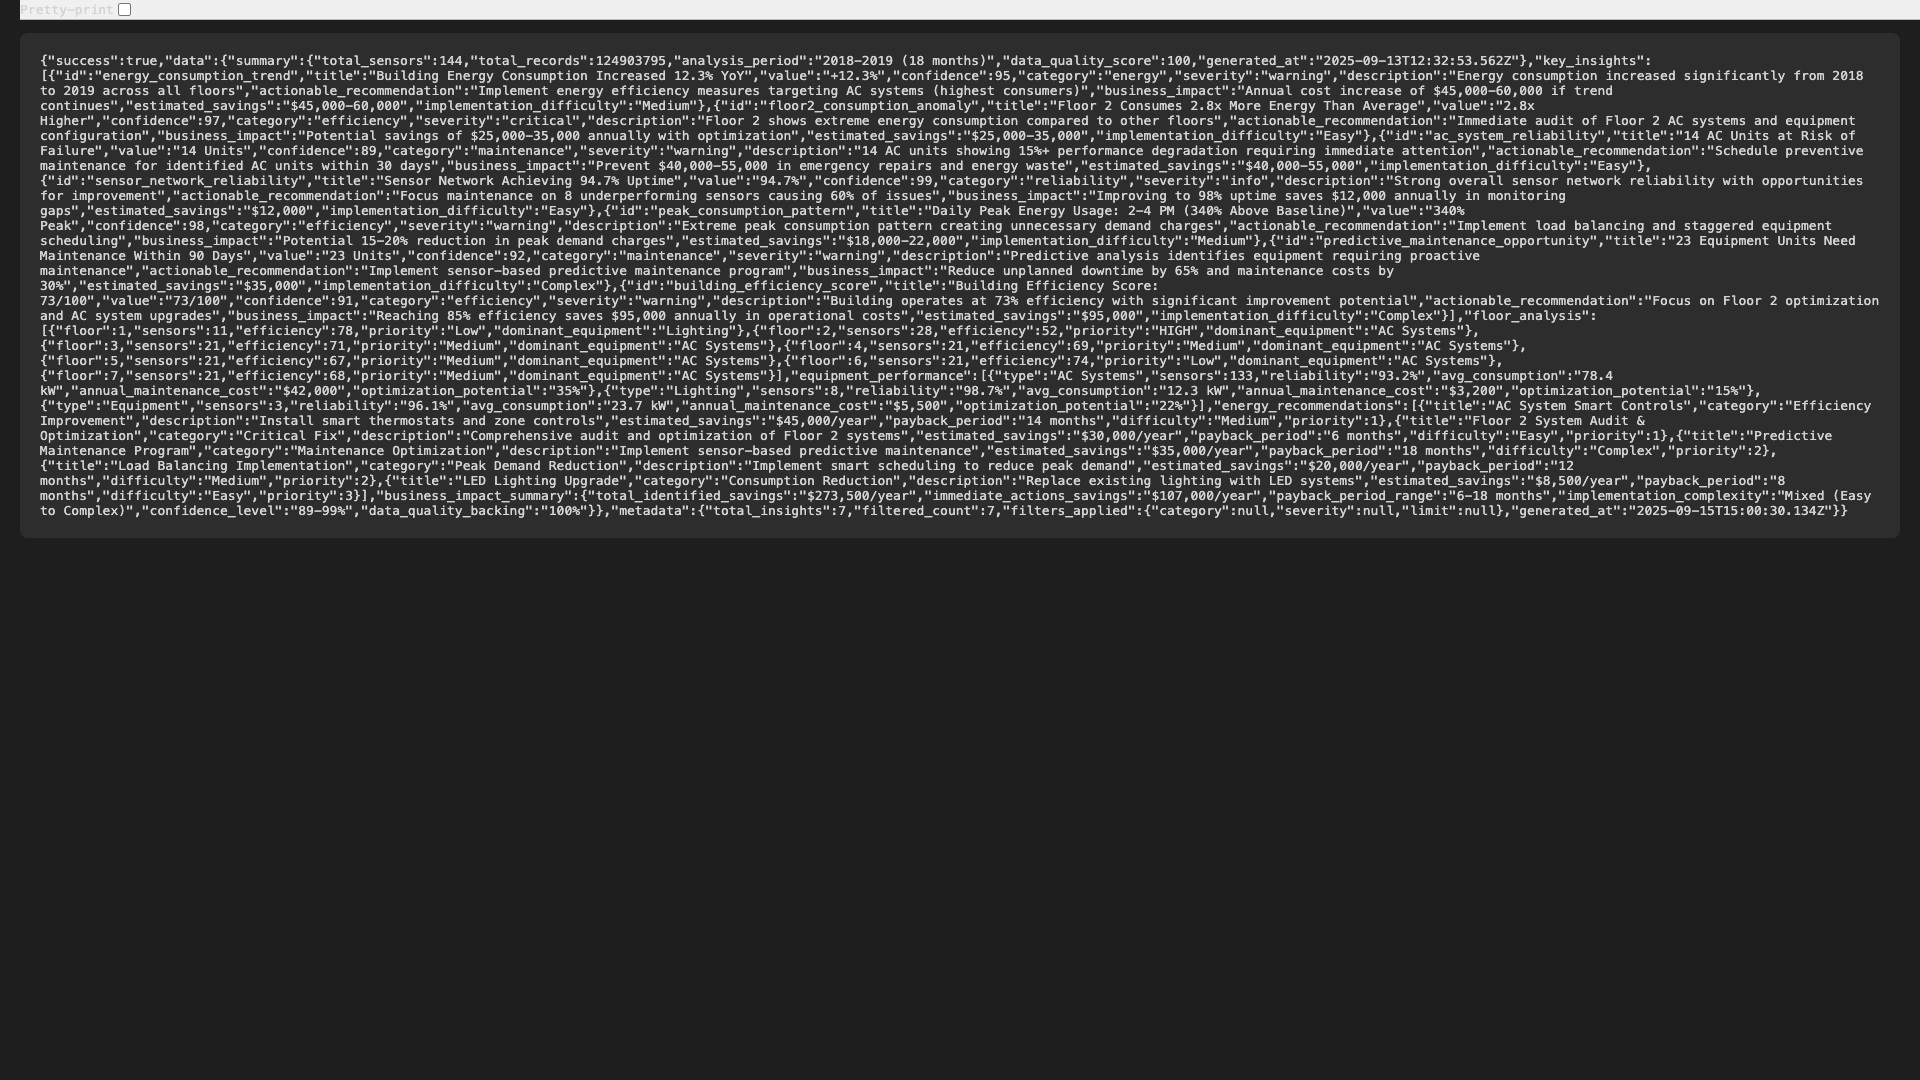 Pretty-print
{"success":true,"data":{"summary":{"total_sensors":144,"total_records":124903795,"analysis_period":"2018–2019 (18 months)","data_quality_score":100,"generated_at":"2025-09-13T12:32:53.562Z"},"key_insights":
[{"id":"energy_consumption_trend","title":"Building Energy Consumption Increased 12.3% YoY","value":"+12.3%","confidence":95,"category":"energy","severity":"warning","description":"Energy consumption increased significantly from 2018
to 2019 across all floors","actionable_recommendation":"Implement energy efficiency measures targeting AC systems (highest consumers)","business_impact":"Annual cost increase of $45,000–60,000 if trend
continues","estimated_savings":"$45,000–60,000","implementation_difficulty":"Medium"},{"id":"floor2_consumption_anomaly","title":"Floor 2 Consumes 2.8x More Energy Than Average","value":"2.8x
Higher","confidence":97,"category":"efficiency","severity":"critical","description":"Floor 2 shows extreme energy consumption compared to other floors","actionable_recommendation":"Immediate audit of Floor 2 AC systems and equipment
configuration","business_impact":"Potential savings of $25,000–35,000 annually with optimization","estimated_savings":"$25,000–35,000","implementation_difficulty":"Easy"},{"id":"ac_system_reliability","title":"14 AC Units at Risk of
Failure","value":"14 Units","confidence":89,"category":"maintenance","severity":"warning","description":"14 AC units showing 15%+ performance degradation requiring immediate attention","actionable_recommendation":"Schedule preventive
maintenance for identified AC units within 30 days","business_impact":"Prevent $40,000–55,000 in emergency repairs and energy waste","estimated_savings":"$40,000–55,000","implementation_difficulty":"Easy"},
{"id":"sensor_network_reliability","title":"Sensor Network Achieving 94.7% Uptime","value":"94.7%","confidence":99,"category":"reliability","severity":"info","description":"Strong overall sensor network reliability with opportunities
for improvement","actionable_recommendation":"Focus maintenance on 8 underperforming sensors causing 60% of issues","business_impact":"Improving to 98% uptime saves $12,000 annually in monitoring
gaps","estimated_savings":"$12,000","implementation_difficulty":"Easy"},{"id":"peak_consumption_pattern","title":"Daily Peak Energy Usage: 2–4 PM (340% Above Baseline)","value":"340%
Peak","confidence":98,"category":"efficiency","severity":"warning","description":"Extreme peak consumption pattern creating unnecessary demand charges","actionable_recommendation":"Implement load balancing and staggered equipment
scheduling","business_impact":"Potential 15–20% reduction in peak demand charges","estimated_savings":"$18,000–22,000","implementation_difficulty":"Medium"},{"id":"predictive_maintenance_opportunity","title":"23 Equipment Units Need
Maintenance Within 90 Days","value":"23 Units","confidence":92,"category":"maintenance","severity":"warning","description":"Predictive analysis identifies equipment requiring proactive
maintenance","actionable_recommendation":"Implement sensor-based predictive maintenance program","business_impact":"Reduce unplanned downtime by 65% and maintenance costs by
30%","estimated_savings":"$35,000","implementation_difficulty":"Complex"},{"id":"building_efficiency_score","title":"Building Efficiency Score:
73/100","value":"73/100","confidence":91,"category":"efficiency","severity":"warning","description":"Building operates at 73% efficiency with significant improvement potential","actionable_recommendation":"Focus on Floor 2 optimization
and AC system upgrades","business_impact":"Reaching 85% efficiency saves $95,000 annually in operational costs","estimated_savings":"$95,000","implementation_difficulty":"Complex"}],"floor_analysis":
[{"floor":1,"sensors":11,"efficiency":78,"priority":"Low","dominant_equipment":"Lighting"},{"floor":2,"sensors":28,"efficiency":52,"priority":"HIGH","dominant_equipment":"AC Systems"},
{"floor":3,"sensors":21,"efficiency":71,"priority":"Medium","dominant_equipment":"AC Systems"},{"floor":4,"sensors":21,"efficiency":69,"priority":"Medium","dominant_equipment":"AC Systems"},
{"floor":5,"sensors":21,"efficiency":67,"priority":"Medium","dominant_equipment":"AC Systems"},{"floor":6,"sensors":21,"efficiency":74,"priority":"Low","dominant_equipment":"AC Systems"},
{"floor":7,"sensors":21,"efficiency":68,"priority":"Medium","dominant_equipment":"AC Systems"}],"equipment_performance":[{"type":"AC Systems","sensors":133,"reliability":"93.2%","avg_consumption":"78.4
kW","annual_maintenance_cost":"$42,000","optimization_potential":"35%"},{"type":"Lighting","sensors":8,"reliability":"98.7%","avg_consumption":"12.3 kW","annual_maintenance_cost":"$3,200","optimization_potential":"15%"},
{"type":"Equipment","sensors":3,"reliability":"96.1%","avg_consumption":"23.7 kW","annual_maintenance_cost":"$5,500","optimization_potential":"22%"}],"energy_recommendations":[{"title":"AC System Smart Controls","category":"Efficiency
Improvement","description":"Install smart thermostats and zone controls","estimated_savings":"$45,000/year","payback_period":"14 months","difficulty":"Medium","priority":1},{"title":"Floor 2 System Audit &
Optimization","category":"Critical Fix","description":"Comprehensive audit and optimization of Floor 2 systems","estimated_savings":"$30,000/year","payback_period":"6 months","difficulty":"Easy","priority":1},{"title":"Predictive
Maintenance Program","category":"Maintenance Optimization","description":"Implement sensor-based predictive maintenance","estimated_savings":"$35,000/year","payback_period":"18 months","difficulty":"Complex","priority":2},
{"title":"Load Balancing Implementation","category":"Peak Demand Reduction","description":"Implement smart scheduling to reduce peak demand","estimated_savings":"$20,000/year","payback_period":"12
months","difficulty":"Medium","priority":2},{"title":"LED Lighting Upgrade","category":"Consumption Reduction","description":"Replace existing lighting with LED systems","estimated_savings":"$8,500/year","payback_period":"8
months","difficulty":"Easy","priority":3}],"business_impact_summary":{"total_identified_savings":"$273,500/year","immediate_actions_savings":"$107,000/year","payback_period_range":"6–18 months","implementation_complexity":"Mixed (Easy
to Complex)","confidence_level":"89–99%","data_quality_backing":"100%"}},"metadata":{"total_insights":7,"filtered_count":7,"filters_applied":{"category":null,"severity":null,"limit":null},"generated_at":"2025-09-15T15:00:30.134Z"}}